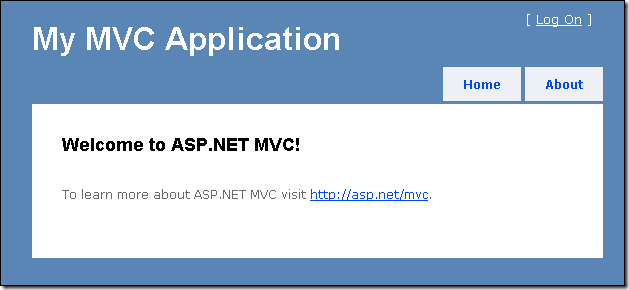 [ Log On ]
My MVC Application
Home About
Welcome to ASP.NET MVC!
To learn more about ASP.NET MVC visit http://asp.net/mvc.